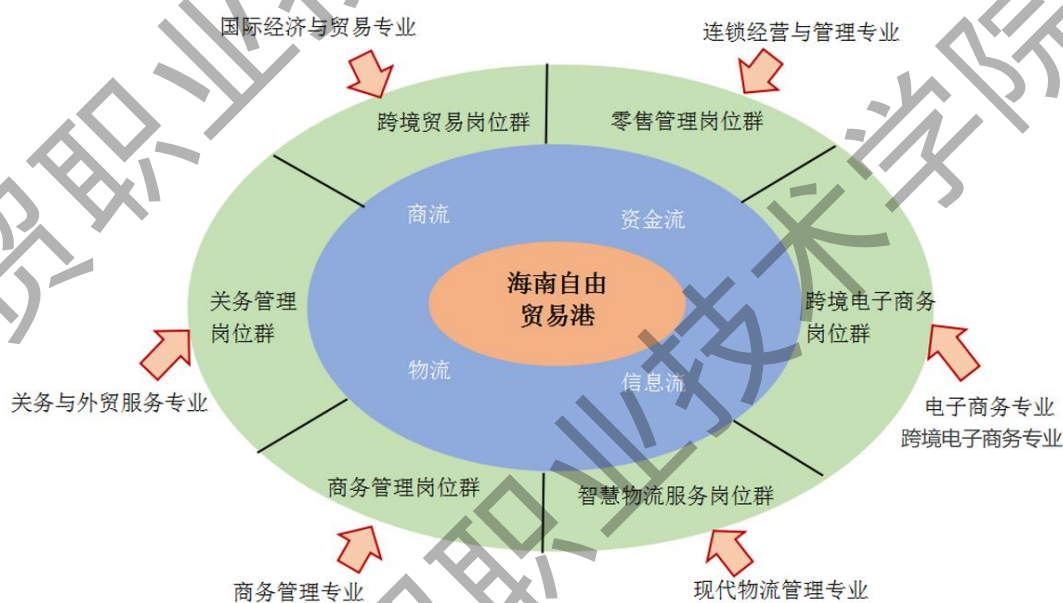 国际经济与贸易专业
连锁经营与管理专业
跨境贸易岗位群
零售管理岗位群
商流
资金流
海南自由
贸易港
关务管理
岗位群
跨境电子商务
岗位群
物流
信息流
关务与外贸服务专业
电子商务专业
跨境电子商务专业
商务管理岗位群
智慧物流服务岗位群
商务管理专业
现代物流管理专业
贸职业技术学院
贸职业技